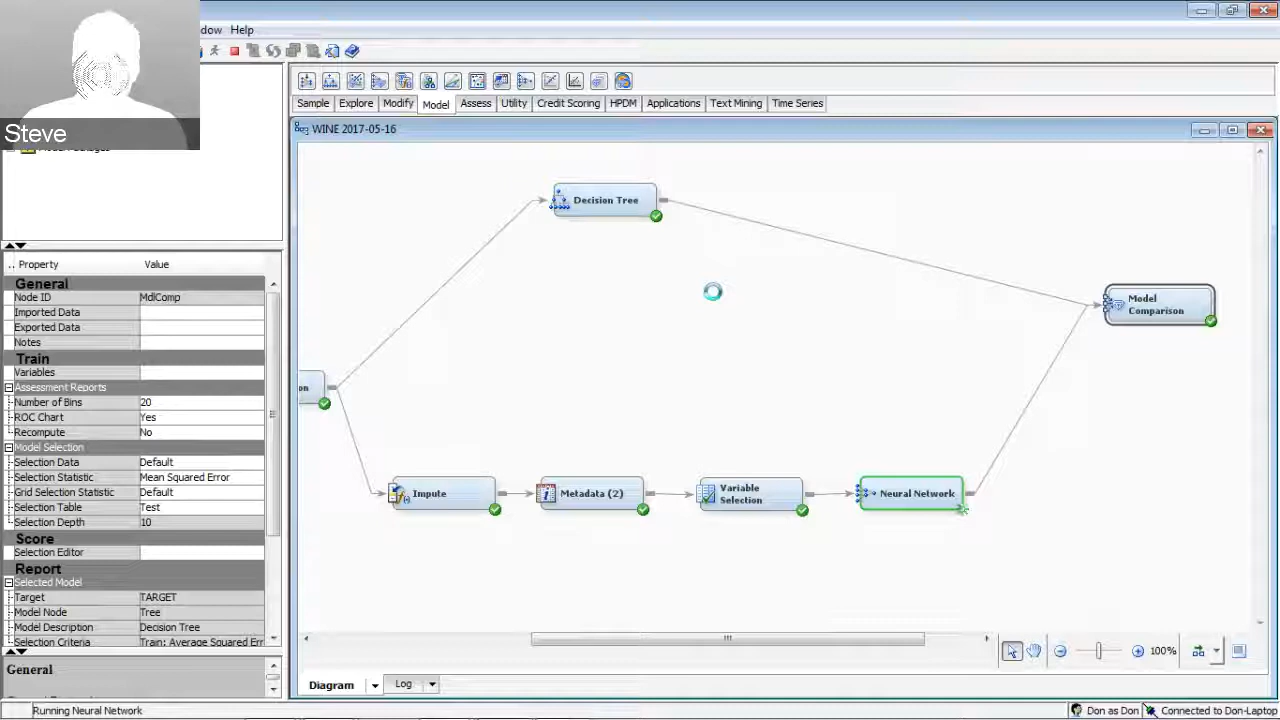 dow Help
Steve
Sample Explore Modify Model Assess Utility Credit Scoring HPDM Applications Text Mining Time Series
WINE 2017-05-16
Decision Tree
Model Comparison
on
Impute
Metadata (2)
Variable Selection
Neural Network
.. Property Value
General
Node ID MdlComp
Imported Data
Exported Data
Notes
Train
Variables
Assessment Reports
Number of Bins 20
ROC Chart Yes
Recompute No
Model Selection
Selection Data Default
Selection Statistic Mean Squared Error
Grid Selection Statistic Default
Selection Table Test
Selection Depth 10
Score
Selection Editor
Report
Selected Model
Target TARGET
Model Node Tree
Model Description Decision Tree
Selection Criteria Train: Average Squared Err
General
100%
Diagram Log
Running Neural Network
Don as Don Connected to Don-Laptop